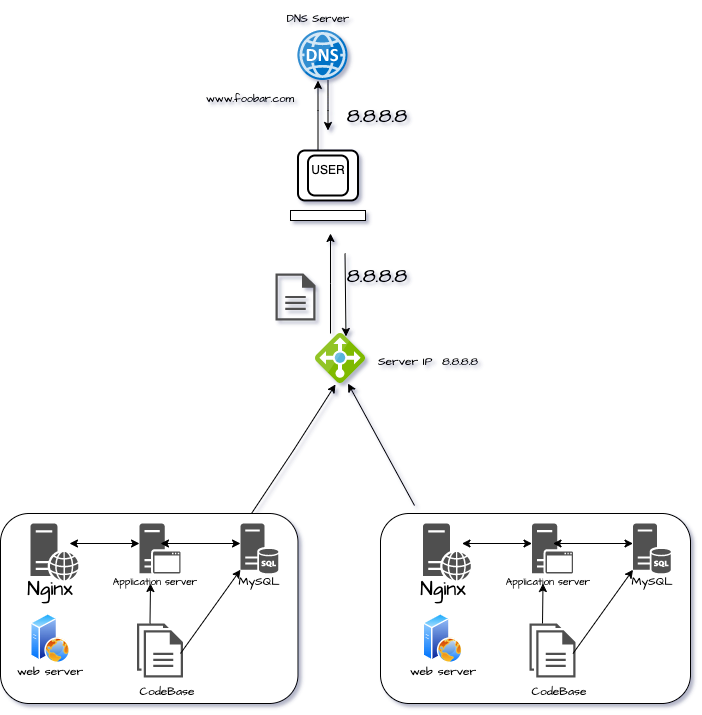 DNS Server
DNS
www.foobar.com
8.8.8.8
USER
8.8.8.8
Server IP 8.8.8.8
SQL
Nginx
Application server
MySQL
web server
CodeBase
SQL
Nginx
Application server
MySQL
web server
CodeBase